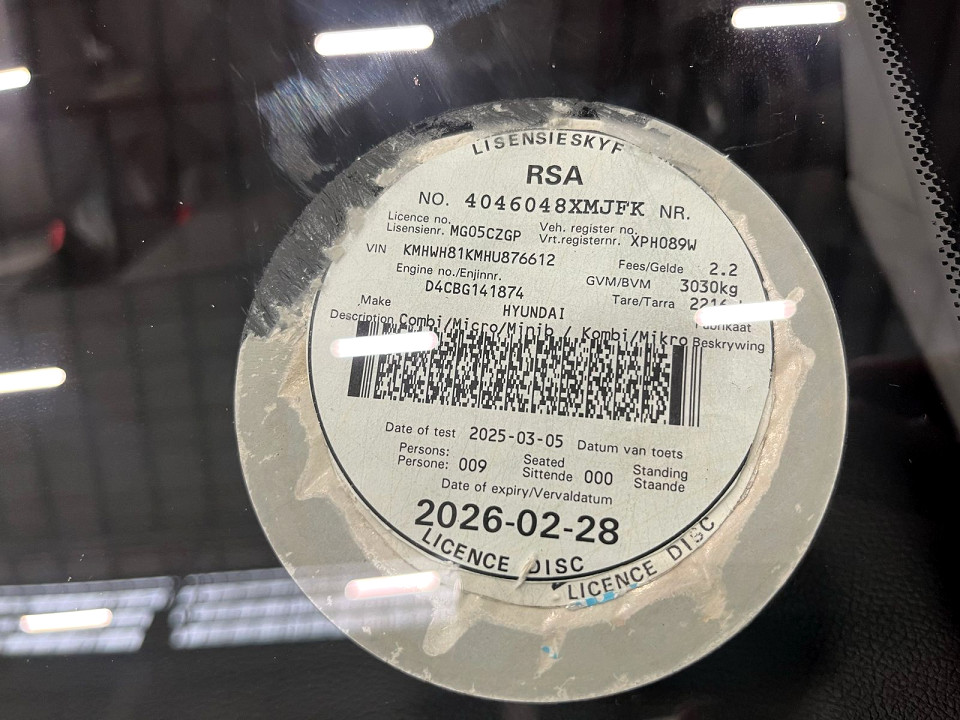 LISENSIESKYF
RSA
NO. 4046048XMJFK NR.
Licence no. Veh. register no.
Lisensienr. MG05CZGP Vrt.registernr. XPH089W
VIN KMHWH81KMHU876612 Fees/Gelde 2.2
Engine no./Enjinnr. GVM/BVM 3030kg
D4CBG141874 Tare/Tarra
Make HYUNDAI Fabrikaat
Description Combi/Micro/Minib / Kombi/Mikro Beskrywing
Date of test 2025-03-05 Datum van toets
Persons: Seated Standing
Persone: 009 Sittende 000 Staande
Date of expiry/Vervaldatum
2026-02-28
LICENCE DISC
LICENCE DISC